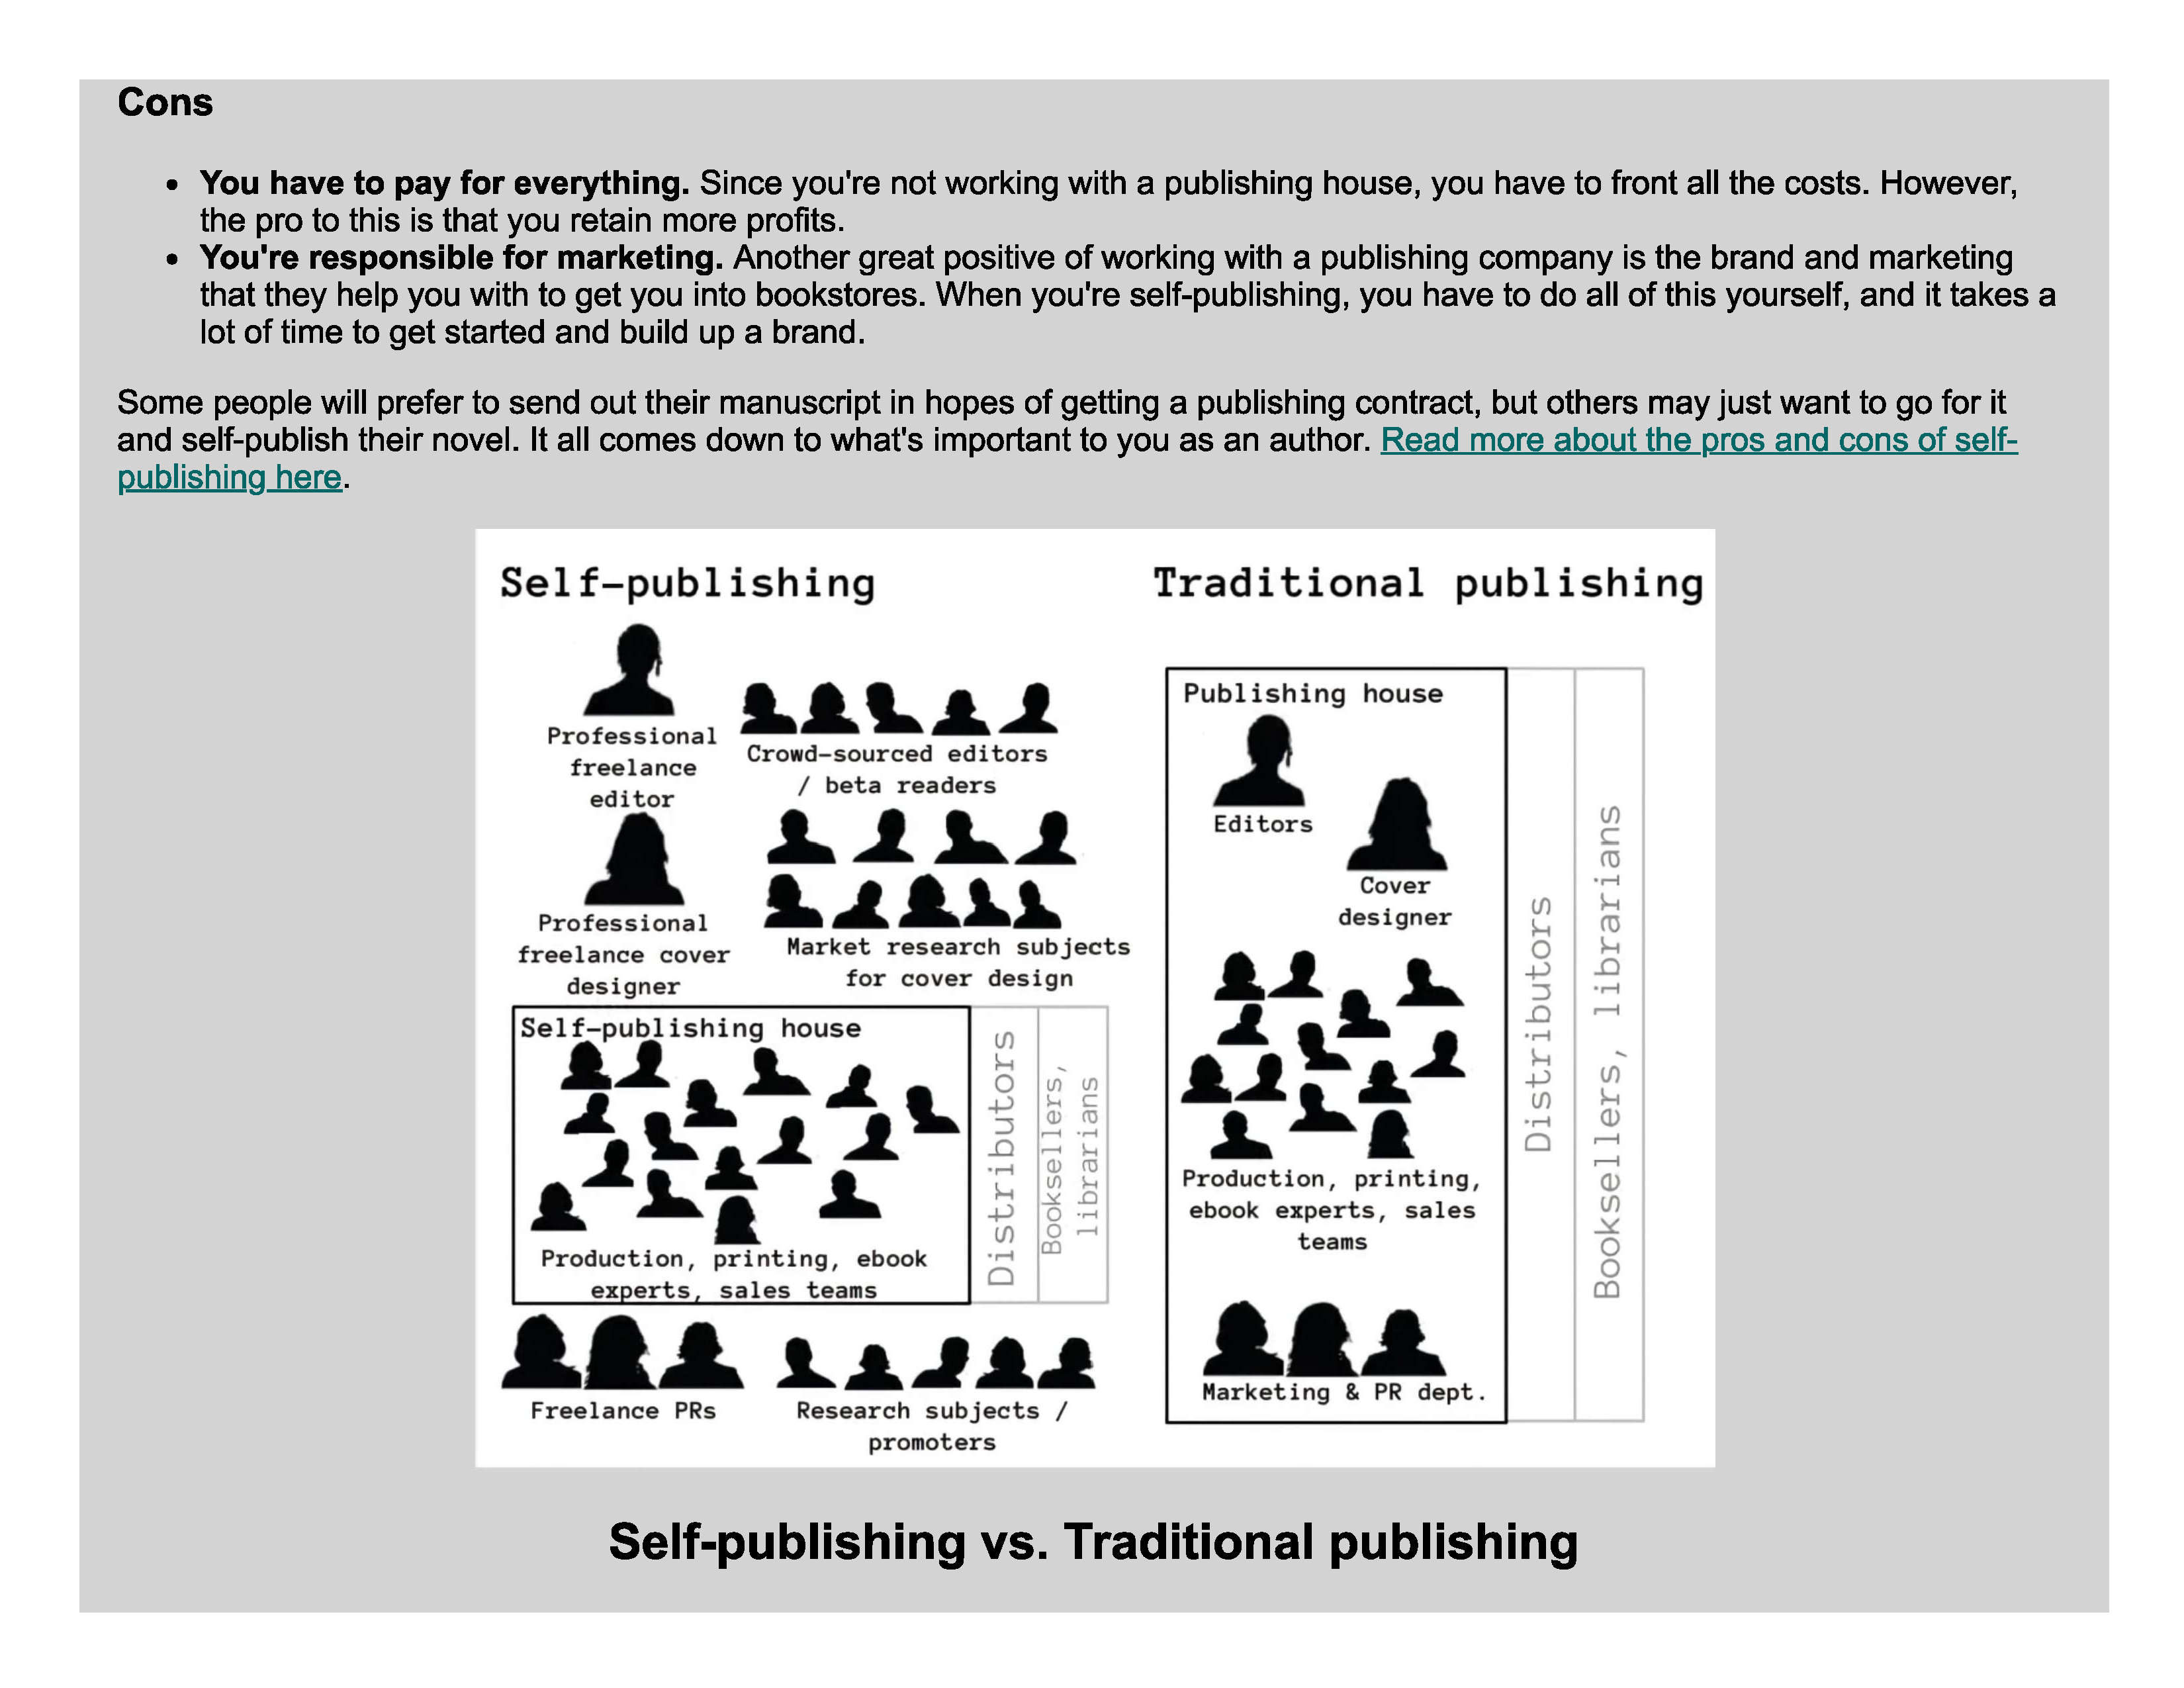 Cons
• You have to pay for everything. Since you're not working with a publishing house, you have to front all the costs. However,
the pro to this is that you retain more profits.
• You're responsible for marketing. Another great positive of working with a publishing company is the brand and marketing
that they help you with to get you into bookstores. When you're self-publishing, you have to do all of this yourself, and it takes a
lot of time to get started and build up a brand.
Some people will prefer to send out their manuscript in hopes of getting a publishing contract, but others may just want to go for it
and self-publish their novel. It all comes down to what's important to you as an author. Read more about the pros and cons of self-
publishing here.
Self-publishing
Professional
freelance
editor
Crowd-sourced editors
/ beta readers
Professional
freelance cover
designer
Market research subjects
for cover design
Self-publishing house
Production, printing, ebook
experts, sales teams
Distributors
Booksellers,
librarians
Freelance PRs
Research subjects /
promoters
Traditional publishing
Publishing house
Editors
Cover
designer
Production, printing,
ebook experts, sales
teams
Marketing & PR dept.
Distributors
Booksellers, librarians
Self-publishing vs. Traditional publishing